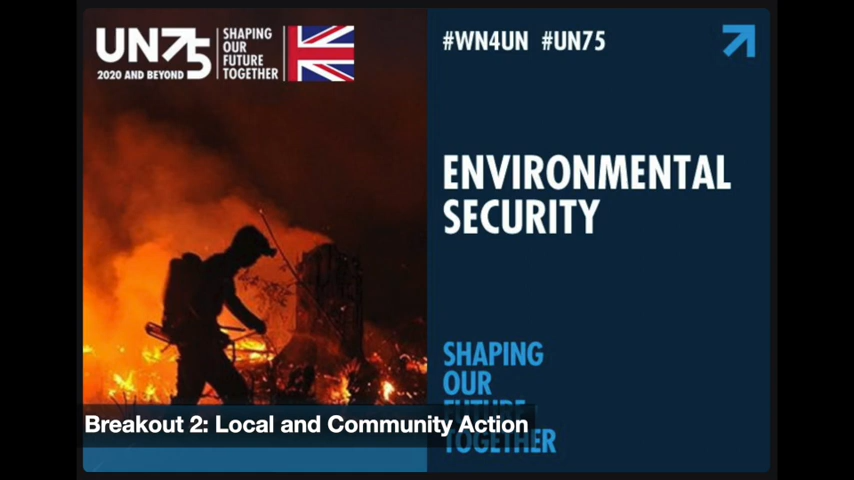 UN75
2020 AND BEYOND
SHAPING
OUR
FUTURE
TOGETHER
#WN4UN #UN75
ENVIRONMENTAL
SECURITY
SHAPING
OUR
FUTURE
TOGETHER
Breakout 2: Local and Community Action